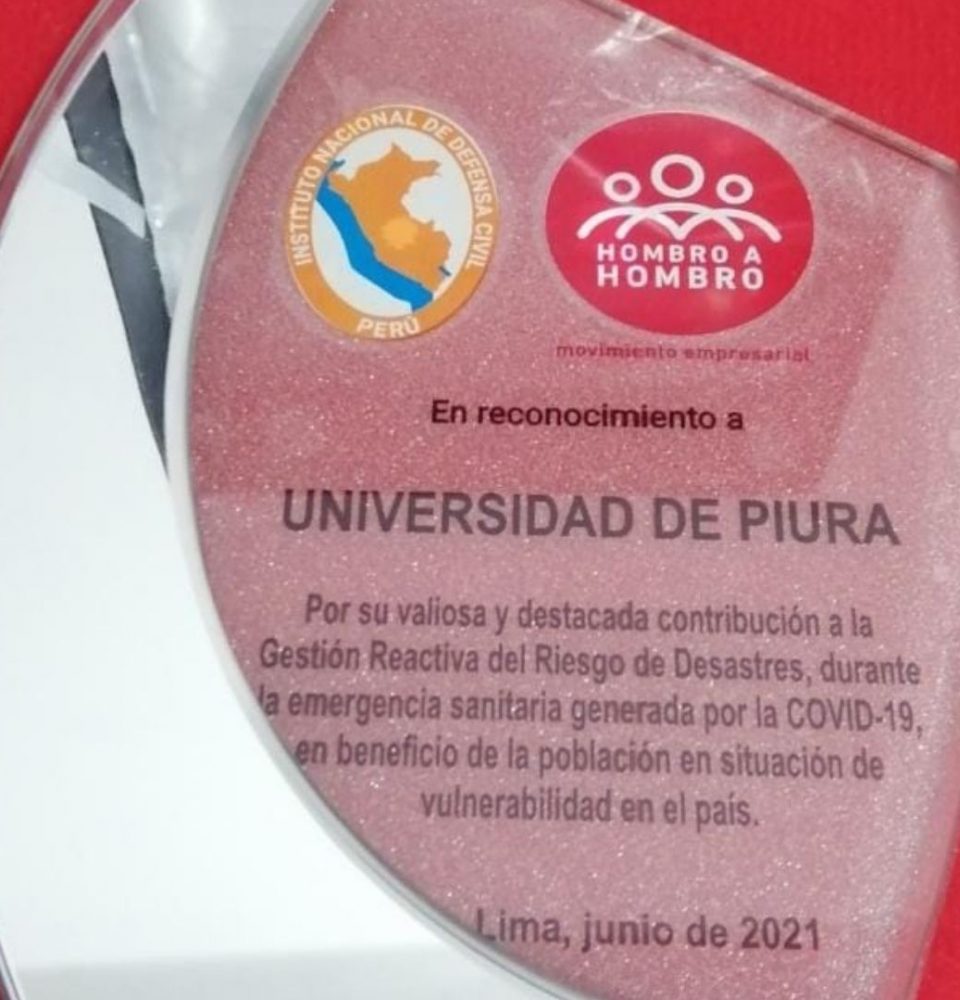 INSTITUTO NACIONAL DE DEFENSA CIVIL
PERÚ
HOMBRO A
HOMBRO
movimiento empresarial
En reconocimiento a
UNIVERSIDAD DE PIURA
Por su valiosa y destacada contribución a la
Gestión Reactiva del Riesgo de Desastres, durante
la emergencia sanitaria generada por la COVID-19,
en beneficio de la población en situación de
vulnerabilidad en el país.
Lima, junio de 2021